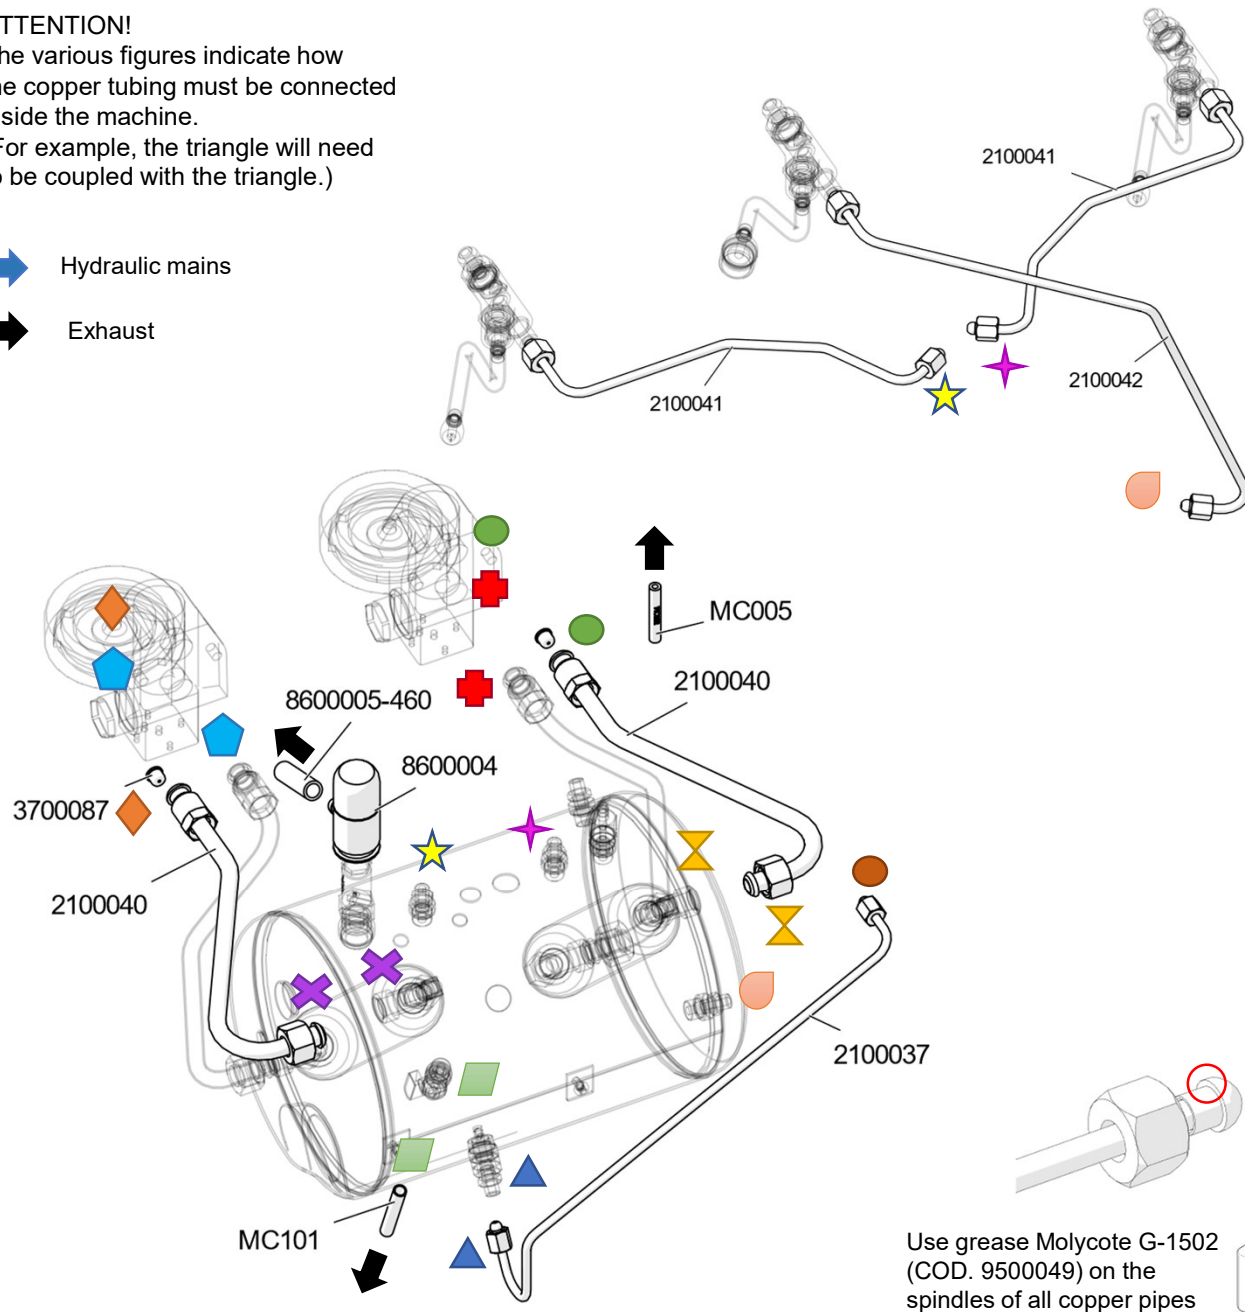 TTENTION!
he various figures indicate how
e copper tubing must be connected
side the machine.
For example, the triangle will need
o be coupled with the triangle.)
Hydraulic mains
Exhaust
2100041
2100042
2100041
MC005
2100040
8600005-460
8600004
3700087
2100040
2100037
MC101
Use grease Molycote G-1502
(COD. 9500049) on the
spindles of all copper pipes